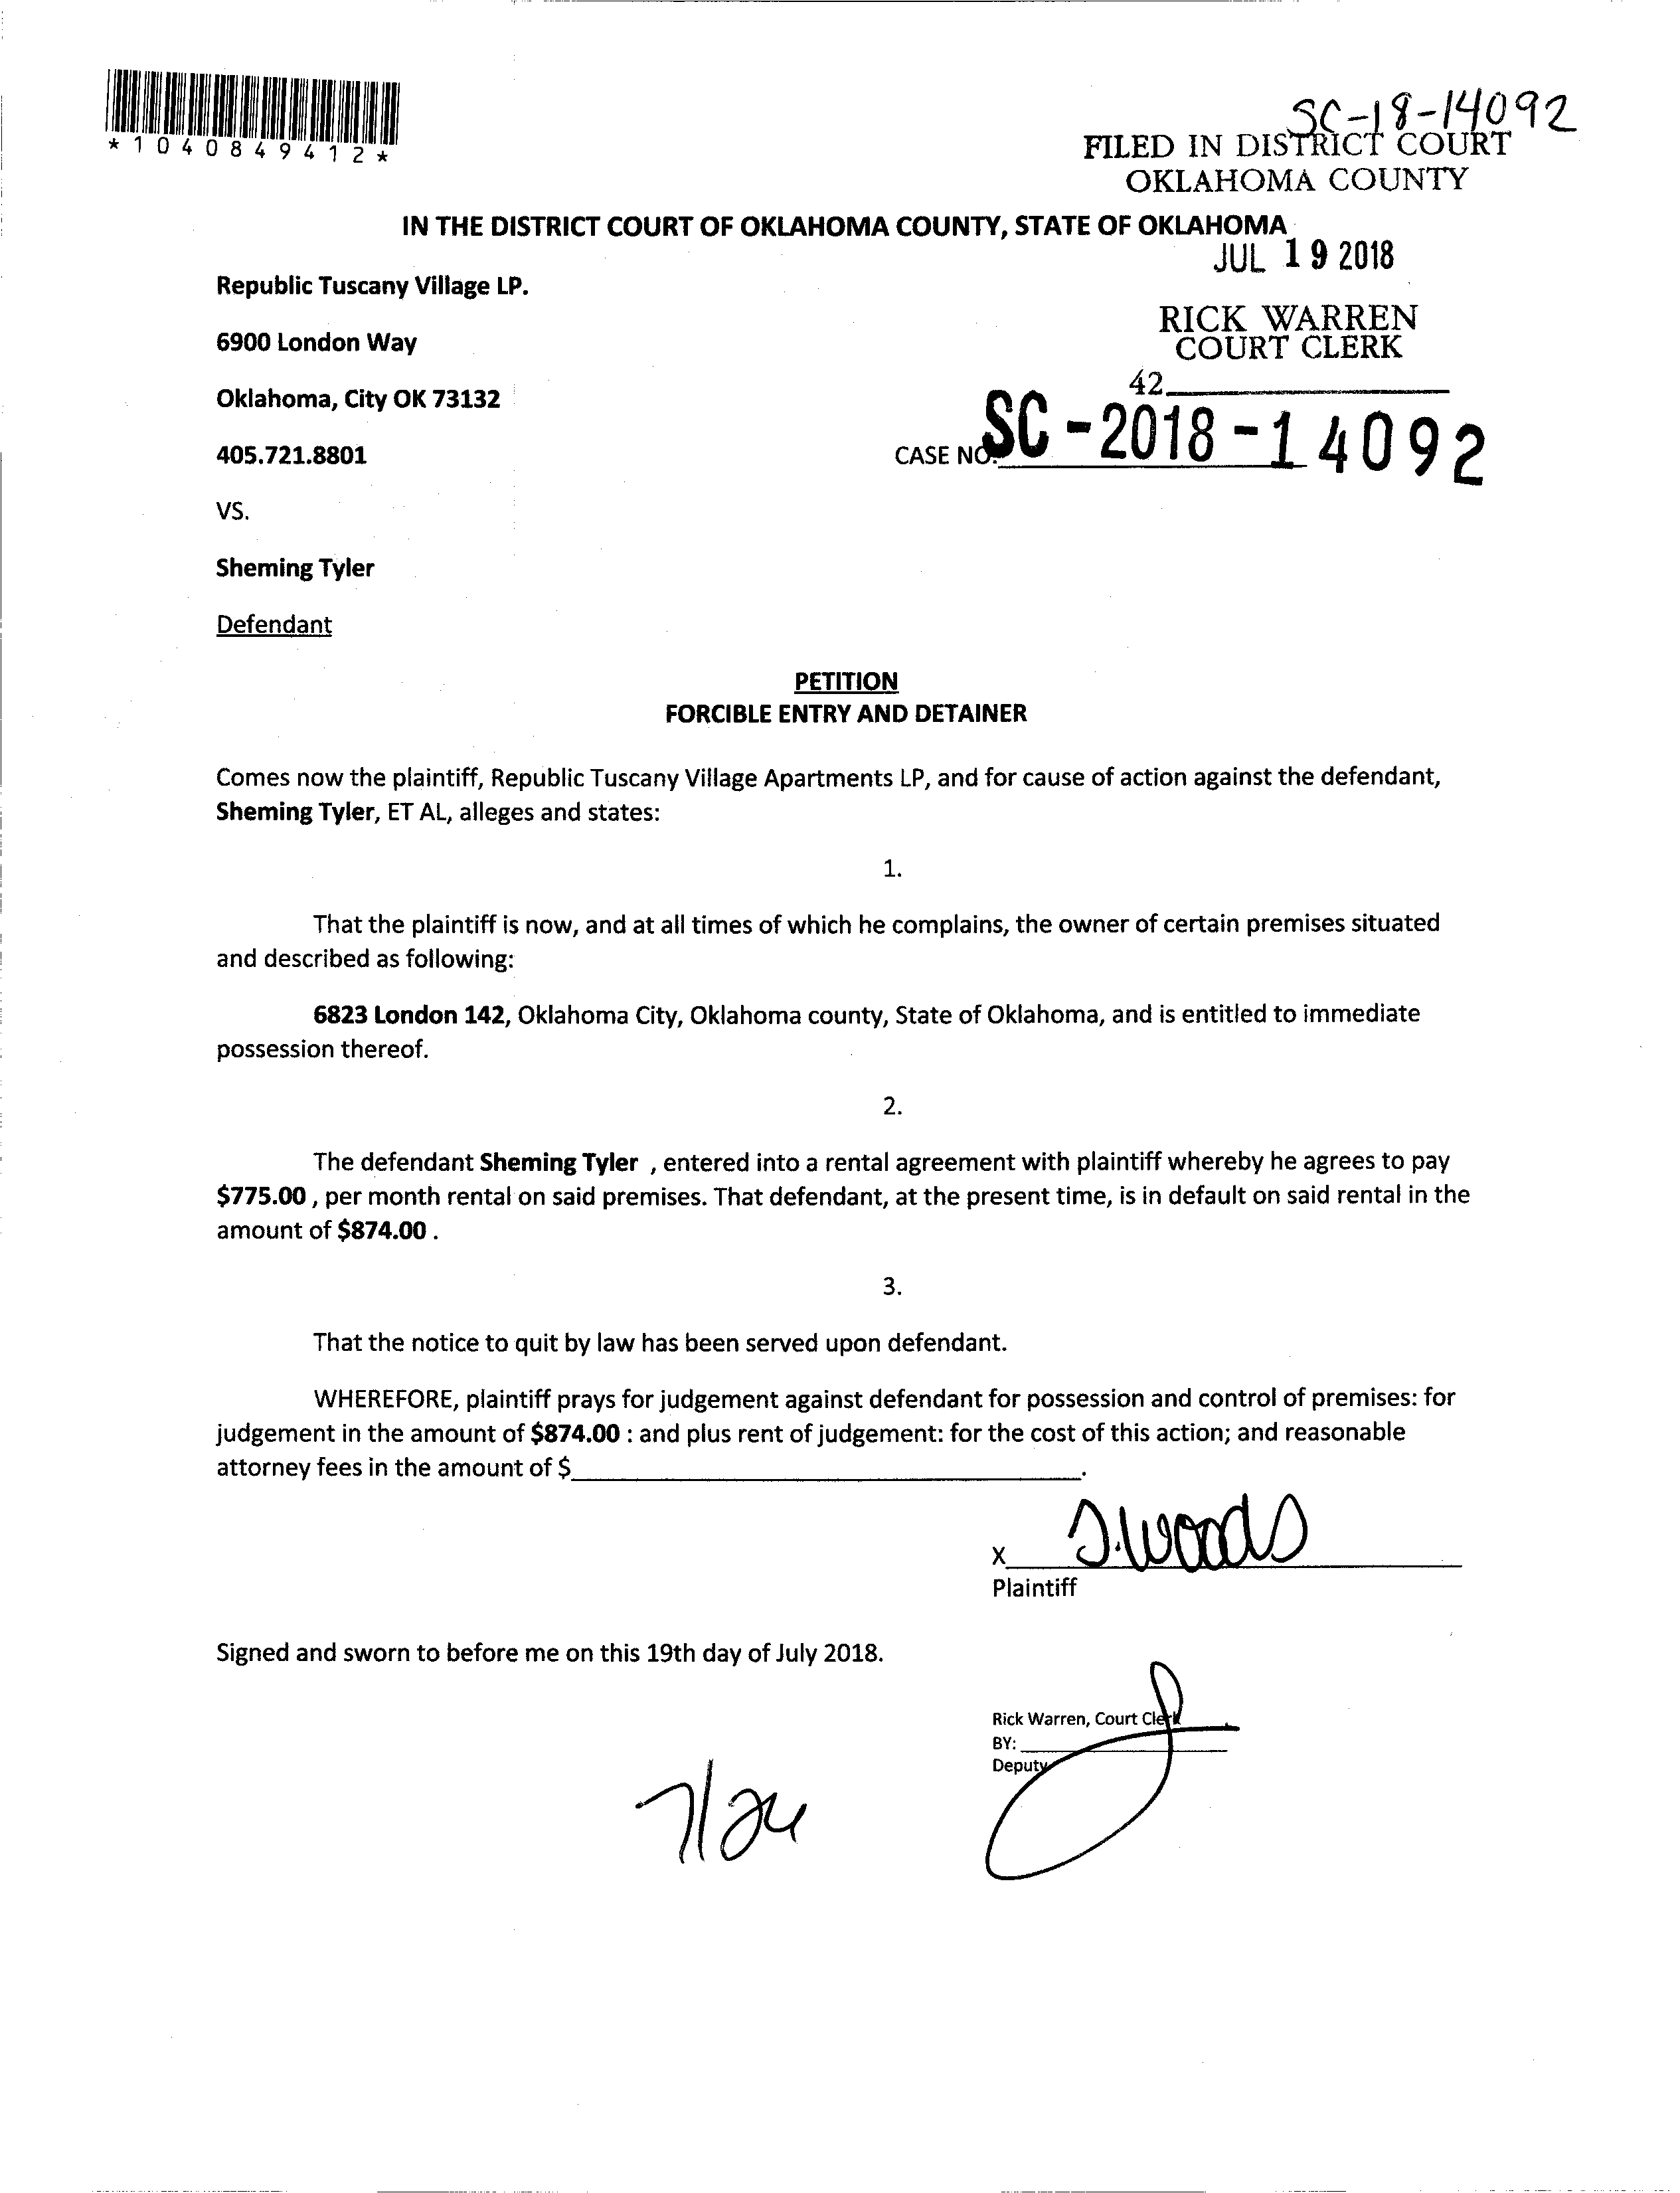 SC-18-14092
*1040849412*
FILED IN DISTRICT COURT
OKLAHOMA COUNTY
IN THE DISTRICT COURT OF OKLAHOMA COUNTY, STATE OF OKLAHOMA
JUL 19 2018
Republic Tuscany Village LP.
RICK WARREN
COURT CLERK
6900 London Way
42
Oklahoma, City OK 73132
CASE NO. SC-2018-14092
405.721.8801
VS.
Sheming Tyler
Defendant
PETITION
FORCIBLE ENTRY AND DETAINER
Comes now the plaintiff, Republic Tuscany Village Apartments LP, and for cause of action against the defendant,
Sheming Tyler, ET AL, alleges and states:
1.
That the plaintiff is now, and at all times of which he complains, the owner of certain premises situated
and described as following:
6823 London 142, Oklahoma City, Oklahoma county, State of Oklahoma, and is entitled to immediate
possession thereof.
2.
The defendant Sheming Tyler , entered into a rental agreement with plaintiff whereby he agrees to pay
$775.00 , per month rental on said premises. That defendant, at the present time, is in default on said rental in the
amount of $874.00 .
3.
That the notice to quit by law has been served upon defendant.
WHEREFORE, plaintiff prays for judgement against defendant for possession and control of premises: for
judgement in the amount of $874.00 : and plus rent of judgement: for the cost of this action; and reasonable
attorney fees in the amount of $____________________.
X J. Woods
Plaintiff
Signed and sworn to before me on this 19th day of July 2018.
Rick Warren, Court Clerk
BY:
Deputy